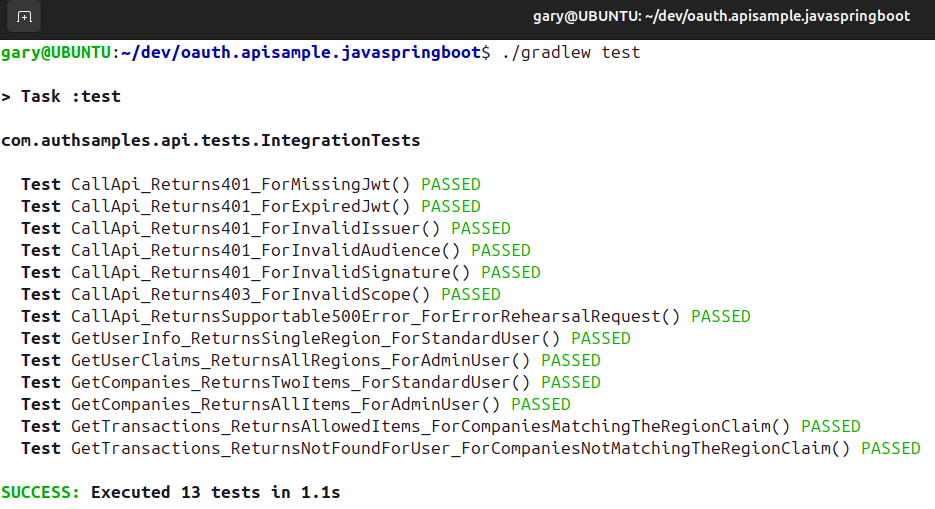 gary@UBUNTU: ~/dev/oauth.apisample.javaspringboot
gary@UBUNTU:~/dev/oauth.apisample.javaspringboot$ ./gradlew test
> Task :test
com.authsamples.api.tests.IntegrationTests
Test CallApi_Returns401_ForMissingJwt() PASSED
Test CallApi_Returns401_ForExpiredJwt() PASSED
Test CallApi_Returns401_ForInvalidIssuer() PASSED
Test CallApi_Returns401_ForInvalidAudience() PASSED
Test CallApi_Returns401_ForInvalidSignature() PASSED
Test CallApi_Returns403_ForInvalidScope() PASSED
Test CallApi_ReturnsSupportable500Error_ForErrorRehearsalRequest() PASSED
Test GetUserInfo_ReturnsSingleRegion_ForStandardUser() PASSED
Test GetUserClaims_ReturnsAllRegions_ForAdminUser() PASSED
Test GetCompanies_ReturnsTwoItems_ForStandardUser() PASSED
Test GetCompanies_ReturnsAllItems_ForAdminUser() PASSED
Test GetTransactions_ReturnsAllowedItems_ForCompaniesMatchingTheRegionClaim() PASSED
Test GetTransactions_ReturnsNotFoundForUser_ForCompaniesNotMatchingTheRegionClaim() PASSED
SUCCESS: Executed 13 tests in 1.1s